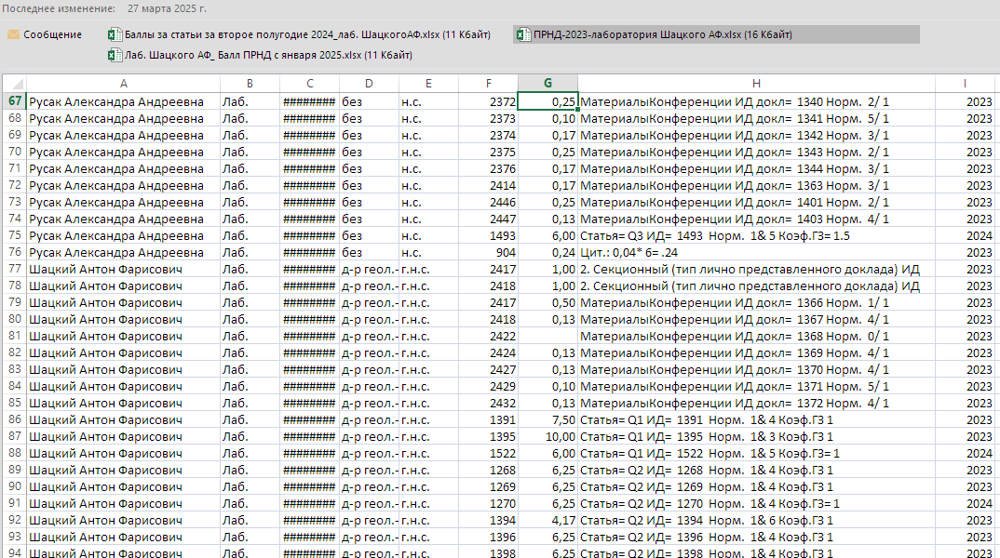 Последнее изменение: 27 марта 2025 г.
Сообщение Баллы за статьи за второе полугодие 2024_лаб. ШацкогоАФ.xlsx (11 Кбайт) ПРНД-2023-лаборатория Шацкого АФ.xlsx (16 Кбайт)
Лаб. Шацкого АФ_ Балл ПРНД с января 2025.xlsx (11 Кбайт)
A B C D E F G H I
67 Русак Александра Андреевна Лаб. ######## без н.с. 2372 0,25 МатериалыКонференции ИД докл= 1340 Норм. 2/ 1 2023
68 Русак Александра Андреевна Лаб. ######## без н.с. 2373 0,10 МатериалыКонференции ИД докл= 1341 Норм. 5/ 1 2023
69 Русак Александра Андреевна Лаб. ######## без н.с. 2374 0,17 МатериалыКонференции ИД докл= 1342 Норм. 3/ 1 2023
70 Русак Александра Андреевна Лаб. ######## без н.с. 2375 0,25 МатериалыКонференции ИД докл= 1343 Норм. 2/ 1 2023
71 Русак Александра Андреевна Лаб. ######## без н.с. 2376 0,17 МатериалыКонференции ИД докл= 1344 Норм. 3/ 1 2023
72 Русак Александра Андреевна Лаб. ######## без н.с. 2414 0,17 МатериалыКонференции ИД докл= 1363 Норм. 3/ 1 2023
73 Русак Александра Андреевна Лаб. ######## без н.с. 2446 0,25 МатериалыКонференции ИД докл= 1401 Норм. 2/ 1 2023
74 Русак Александра Андреевна Лаб. ######## без н.с. 2447 0,13 МатериалыКонференции ИД докл= 1403 Норм. 4/ 1 2023
75 Русак Александра Андреевна Лаб. ######## без н.с. 1493 6,00 Статья= Q3 ИД= 1493 Норм. 1& 5 Коэф.ГЗ= 1.5 2024
76 Русак Александра Андреевна Лаб. ######## без н.с. 904 0,24 Цит.: 0,04* 6= .24 2023
77 Шацкий Антон Фарисович Лаб. ######## д-р геол.- г.н.с. 2417 1,00 2. Секционный (тип лично представленного доклада) ИД 2023
78 Шацкий Антон Фарисович Лаб. ######## д-р геол.- г.н.с. 2418 1,00 2. Секционный (тип лично представленного доклада) ИД 2023
79 Шацкий Антон Фарисович Лаб. ######## д-р геол.- г.н.с. 2417 0,50 МатериалыКонференции ИД докл= 1366 Норм. 1/ 1 2023
80 Шацкий Антон Фарисович Лаб. ######## д-р геол.- г.н.с. 2418 0,13 МатериалыКонференции ИД докл= 1367 Норм. 4/ 1 2023
81 Шацкий Антон Фарисович Лаб. ######## д-р геол.- г.н.с. 2422 МатериалыКонференции ИД докл= 1368 Норм. 0/ 1 2023
82 Шацкий Антон Фарисович Лаб. ######## д-р геол.- г.н.с. 2424 0,13 МатериалыКонференции ИД докл= 1369 Норм. 4/ 1 2023
83 Шацкий Антон Фарисович Лаб. ######## д-р геол.- г.н.с. 2427 0,13 МатериалыКонференции ИД докл= 1370 Норм. 4/ 1 2023
84 Шацкий Антон Фарисович Лаб. ######## д-р геол.- г.н.с. 2429 0,10 МатериалыКонференции ИД докл= 1371 Норм. 5/ 1 2023
85 Шацкий Антон Фарисович Лаб. ######## д-р геол.- г.н.с. 2432 0,13 МатериалыКонференции ИД докл= 1372 Норм. 4/ 1 2023
86 Шацкий Антон Фарисович Лаб. ######## д-р геол.- г.н.с. 1391 7,50 Статья= Q1 ИД= 1391 Норм. 1& 4 Коэф.ГЗ 1 2023
87 Шацкий Антон Фарисович Лаб. ######## д-р геол.- г.н.с. 1395 10,00 Статья= Q1 ИД= 1395 Норм. 1& 3 Коэф.ГЗ 1 2023
88 Шацкий Антон Фарисович Лаб. ######## д-р геол.- г.н.с. 1522 6,00 Статья= Q1 ИД= 1522 Норм. 1& 5 Коэф.ГЗ= 1 2024
89 Шацкий Антон Фарисович Лаб. ######## д-р геол.- г.н.с. 1268 6,25 Статья= Q2 ИД= 1268 Норм. 1& 4 Коэф.ГЗ 1 2023
90 Шацкий Антон Фарисович Лаб. ######## д-р геол.- г.н.с. 1269 6,25 Статья= Q2 ИД= 1269 Норм. 1& 4 Коэф.ГЗ 1 2023
91 Шацкий Антон Фарисович Лаб. ######## д-р геол.- г.н.с. 1270 6,25 Статья= Q2 ИД= 1270 Норм. 1& 4 Коэф.ГЗ= 1 2024
92 Шацкий Антон Фарисович Лаб. ######## д-р геол.- г.н.с. 1394 4,17 Статья= Q2 ИД= 1394 Норм. 1& 6 Коэф.ГЗ 1 2023
93 Шацкий Антон Фарисович Лаб. ######## д-р геол.- г.н.с. 1396 6,25 Статья= Q2 ИД= 1396 Норм. 1& 4 Коэф.ГЗ 1 2023
94 Шацкий Антон Фарисович Лаб. ######## д-р геол.- г.н.с. 1398 6,25 Статья= Q2 ИД= 1398 Норм. 1& 4 Коэф.ГЗ 1 2023